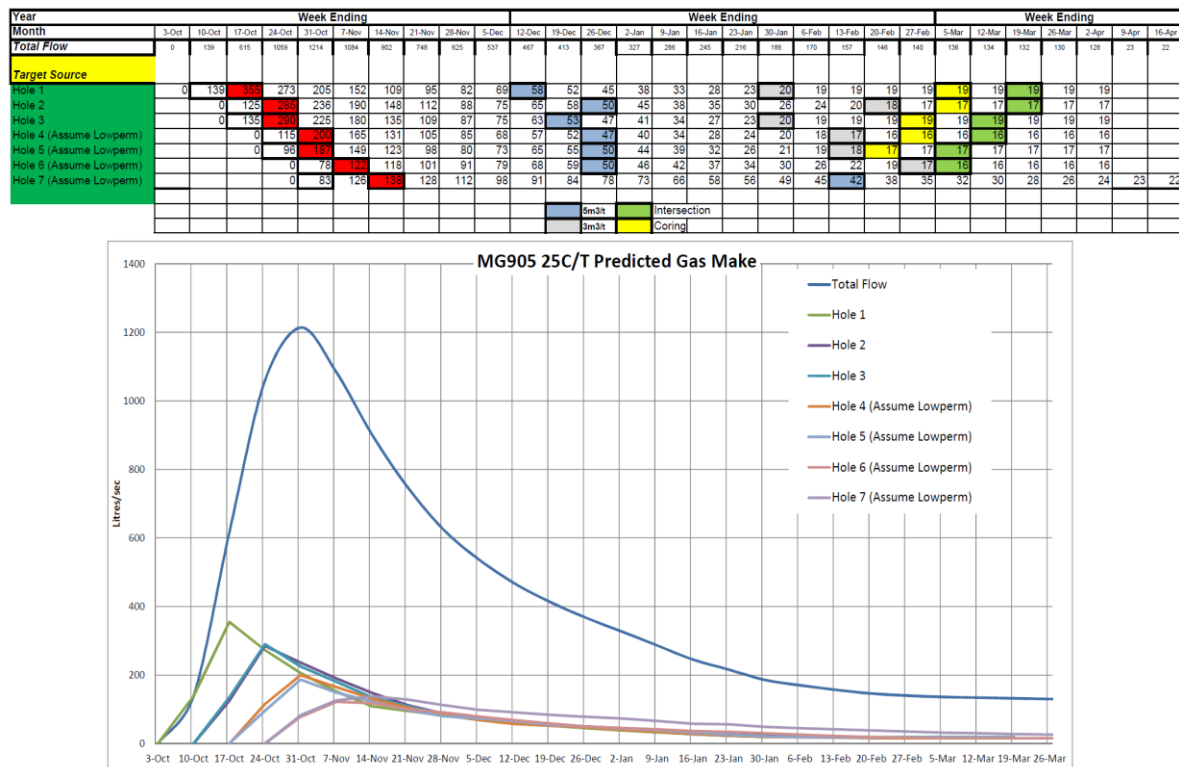 Year Week Ending Week Ending Week Ending
Month 3-Oct 10-Oct 17-Oct 24-Oct 31-Oct 7-Nov 14-Nov 21-Nov 28-Nov 5-Dec 12-Dec 19-Dec 26-Dec 2-Jan 9-Jan 16-Jan 23-Jan 30-Jan 6-Feb 13-Feb 20-Feb 27-Feb 5-Mar 12-Mar 19-Mar 26-Mar 2-Apr 9-Apr 16-Apr
Total Flow 0 139 615 1059 1214 1084 902 748 625 537 467 413 367 327 286 245 216 186 170 157 146 140 136 134 132 130 128 23 22
Target Source
Hole 1 0 139 355 273 205 152 109 95 82 69 58 52 45 38 33 28 23 20 19 19 19 19 19 19 19 19 19
Hole 2 0 125 285 236 190 148 112 88 75 65 58 50 45 38 35 30 26 24 20 18 17 17 17 17 17 17
Hole 3 0 135 290 225 180 135 109 87 75 63 53 47 41 34 27 23 20 19 19 19 19 19 19 19 19 19
Hole 4 (Assume Lowperm) 0 115 200 165 131 105 85 68 57 52 47 40 34 28 24 20 18 17 16 16 16 16 16 16 16
Hole 5 (Assume Lowperm) 0 96 187 149 123 98 80 73 65 55 50 44 39 32 26 21 19 18 17 17 17 17 17 17 17
Hole 6 (Assume Lowperm) 0 78 122 118 101 91 79 68 59 50 46 42 37 34 30 26 22 19 17 16 16 16 16 16
Hole 7 (Assume Lowperm) 0 83 126 139 128 112 98 91 84 78 73 66 58 56 49 45 42 38 35 32 30 28 26 24 23 22
5m3/t Intersection
3m3/t Coring
MG905 25C/T Predicted Gas Make
1400
Total Flow
Hole 1
1200
Hole 2
Hole 3
1000
Hole 4 (Assume Lowperm)
Hole 5 (Assume Lowperm)
Hole 6 (Assume Lowperm)
800
Hole 7 (Assume Lowperm)
Litres/sec
600
400
200
0
3-Oct 10-Oct 17-Oct 24-Oct 31-Oct 7-Nov 14-Nov 21-Nov 28-Nov 5-Dec 12-Dec 19-Dec 26-Dec 2-Jan 9-Jan 16-Jan 23-Jan 30-Jan 6-Feb 13-Feb 20-Feb 27-Feb 5-Mar 12-Mar 19-Mar 26-Mar